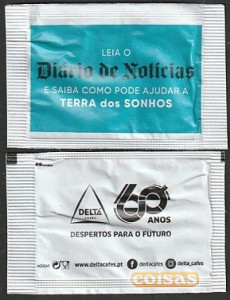 LEIA O
Diário de Notícias
E SAIBA COMO PODE AJUDAR A
TERRA dos SONHOS
DELTA
CAFÉS
60 ANOS
DESPERTOS PARA O FUTURO
www.deltacafes.pt deltacafes delta_cafes
coisas